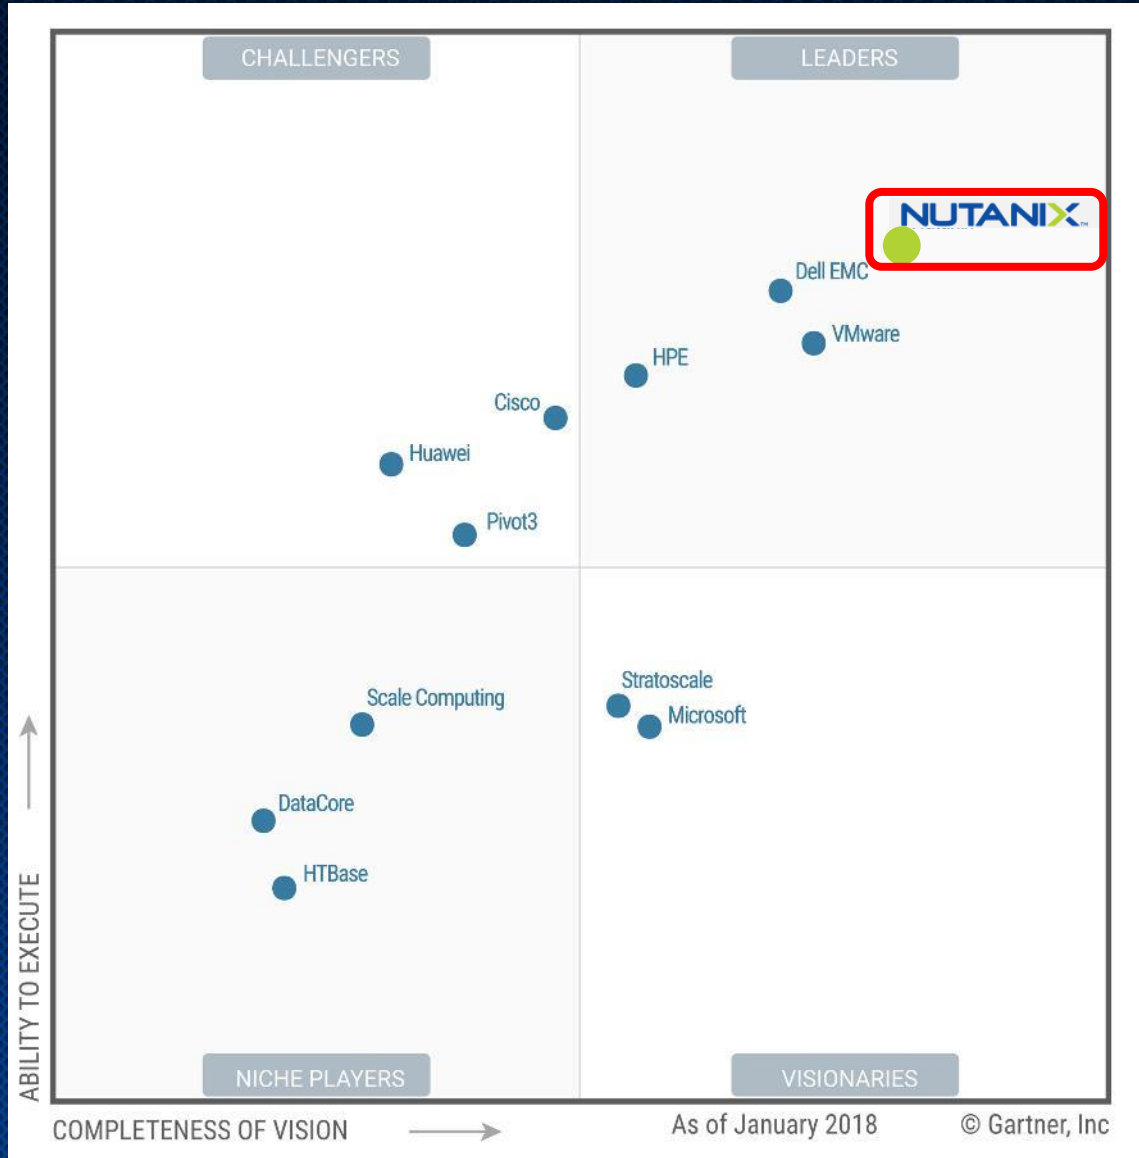 CHALLENGERS
LEADERS
NUTANIX™
Dell EMC
VMware
HPE
Cisco
Huawei
Pivot3
Stratoscale
Scale Computing
Microsoft
DataCore
HTBase
ABILITY TO EXECUTE
NICHE PLAYERS
VISIONARIES
COMPLETENESS OF VISION
As of January 2018
© Gartner, Inc